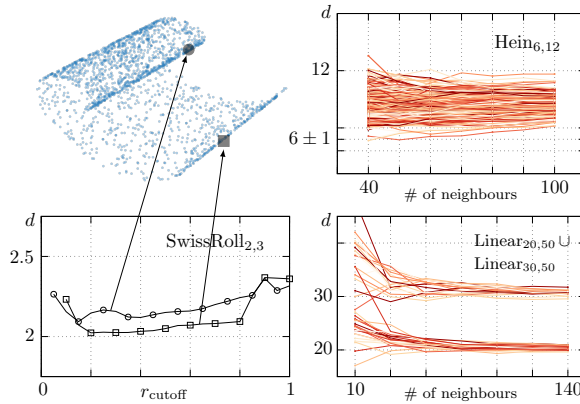 d
12
6 ± 1
Hein6,12
40
100
# of neighbours
d
2.5
2
SwissRoll2,3
0
rcutoff
1
d
30
20
Linear20,50 ∪
Linear30,50
10
140
# of neighbours